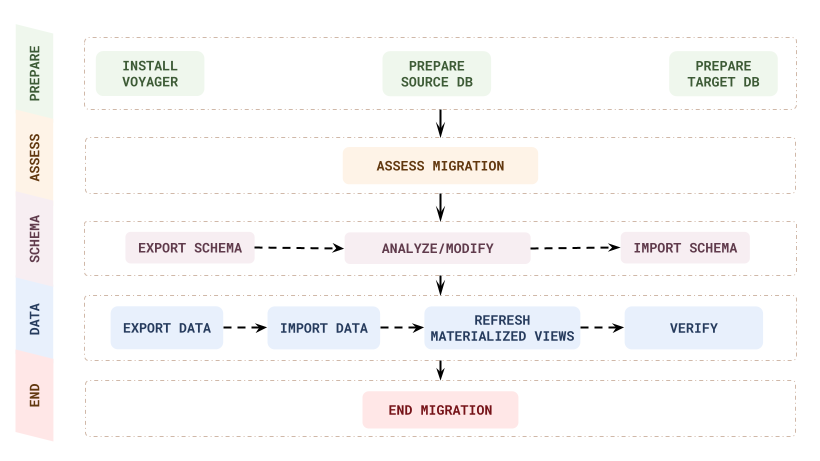 PREPARE
INSTALL
VOYAGER
PREPARE
SOURCE DB
PREPARE
TARGET DB
ASSESS
ASSESS MIGRATION
SCHEMA
EXPORT SCHEMA
ANALYZE/MODIFY
IMPORT SCHEMA
DATA
EXPORT DATA
IMPORT DATA
REFRESH
MATERIALIZED VIEWS
VERIFY
END
END MIGRATION